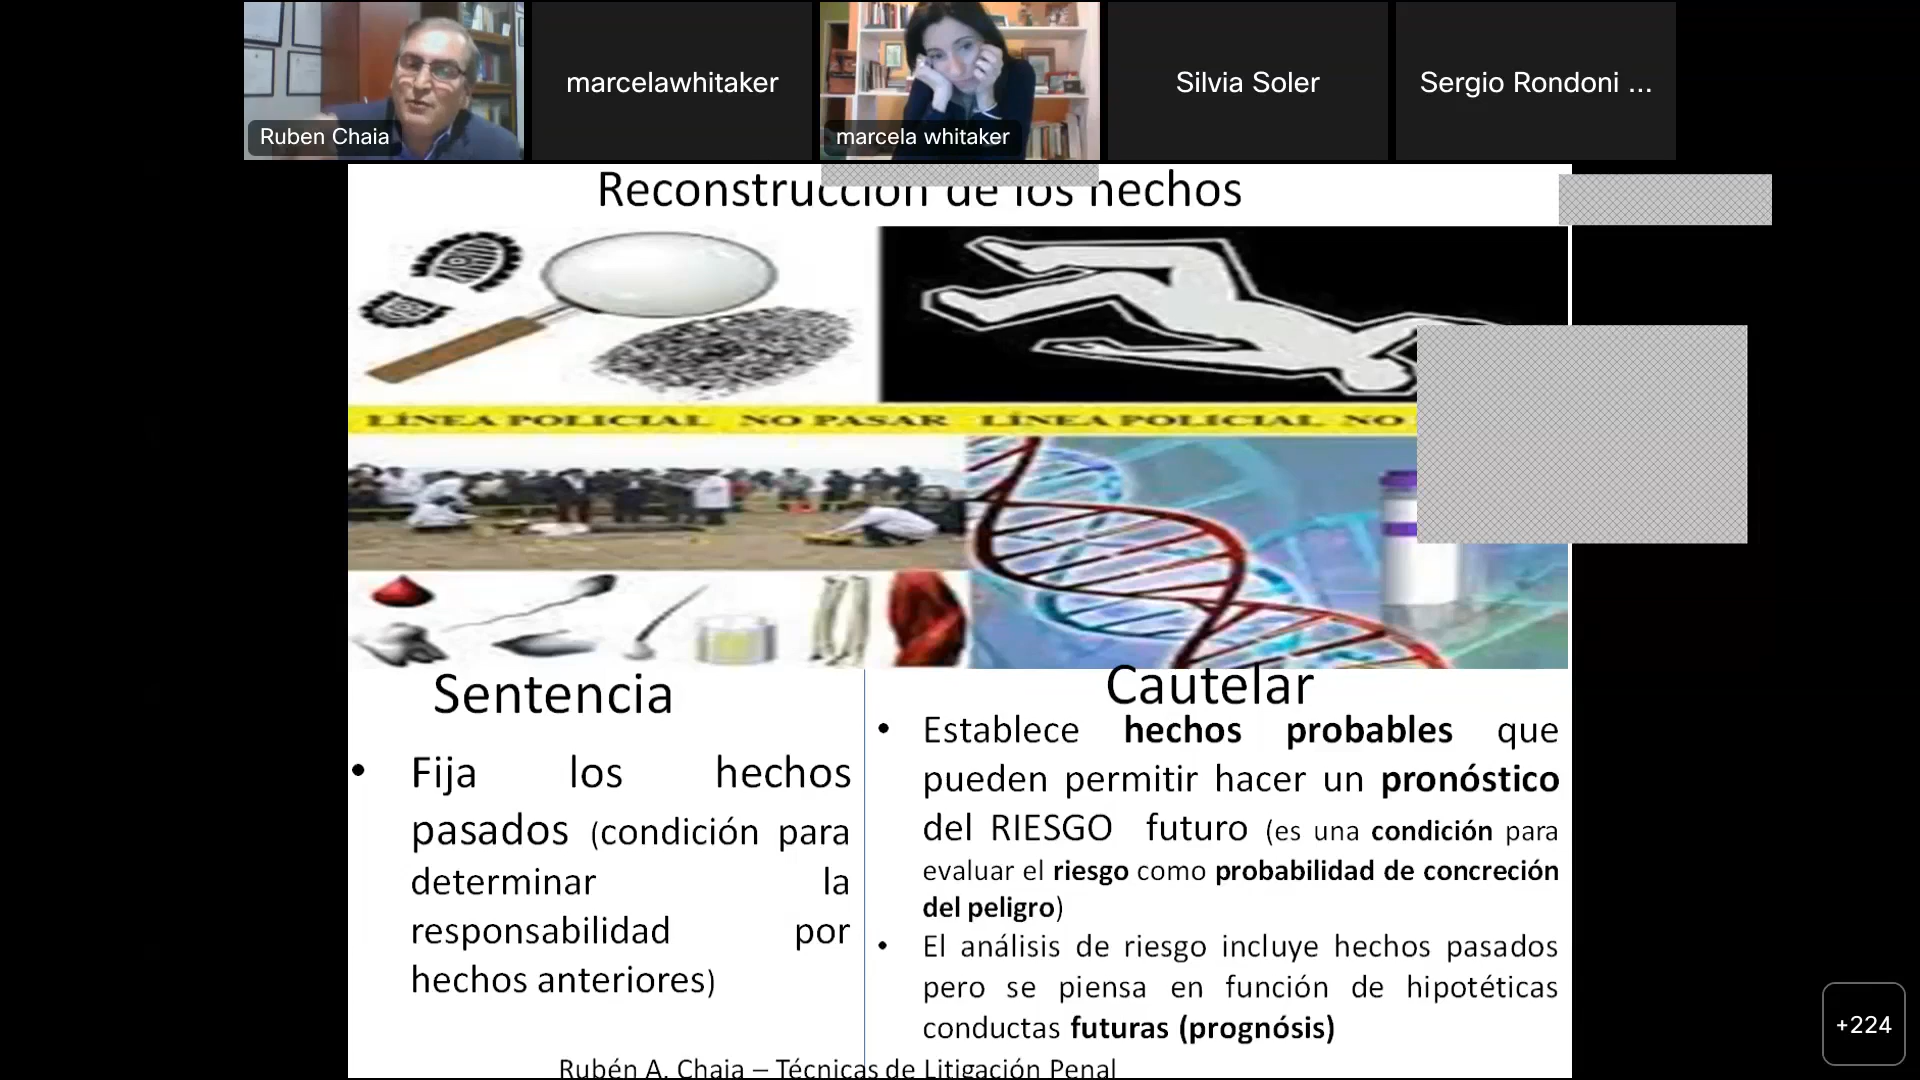 Ruben Chaia
marcelawhitaker
marcela whitaker
Silvia Soler
Sergio Rondoni ...
Reconstrucción de los hechos
LÍNEA POLICIAL NO PASAR LÍNEA POLICIAL NO
Sentencia
• Fija los hechos
pasados (condición para
determinar la
responsabilidad por
hechos anteriores)
Cautelar
• Establece hechos probables que
pueden permitir hacer un pronóstico
del RIESGO futuro (es una condición para
evaluar el riesgo como probabilidad de concreción
del peligro)
• El análisis de riesgo incluye hechos pasados
pero se piensa en función de hipotéticas
conductas futuras (prognósis)
Rubén A. Chaia – Técnicas de Litigación Penal
+224